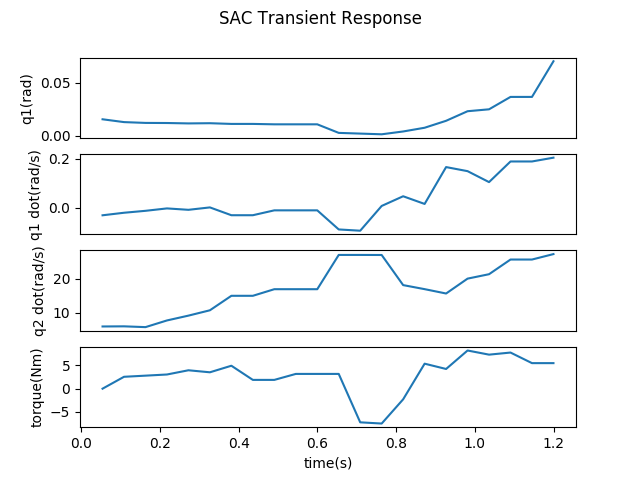 SAC Transient Response
q1(rad)
0.05
0.00
q1 dot(rad/s)
0.2
0.0
q2 dot(rad/s)
20
10
torque(Nm)
5
0
−5
0.0 0.2 0.4 0.6 0.8 1.0 1.2
time(s)